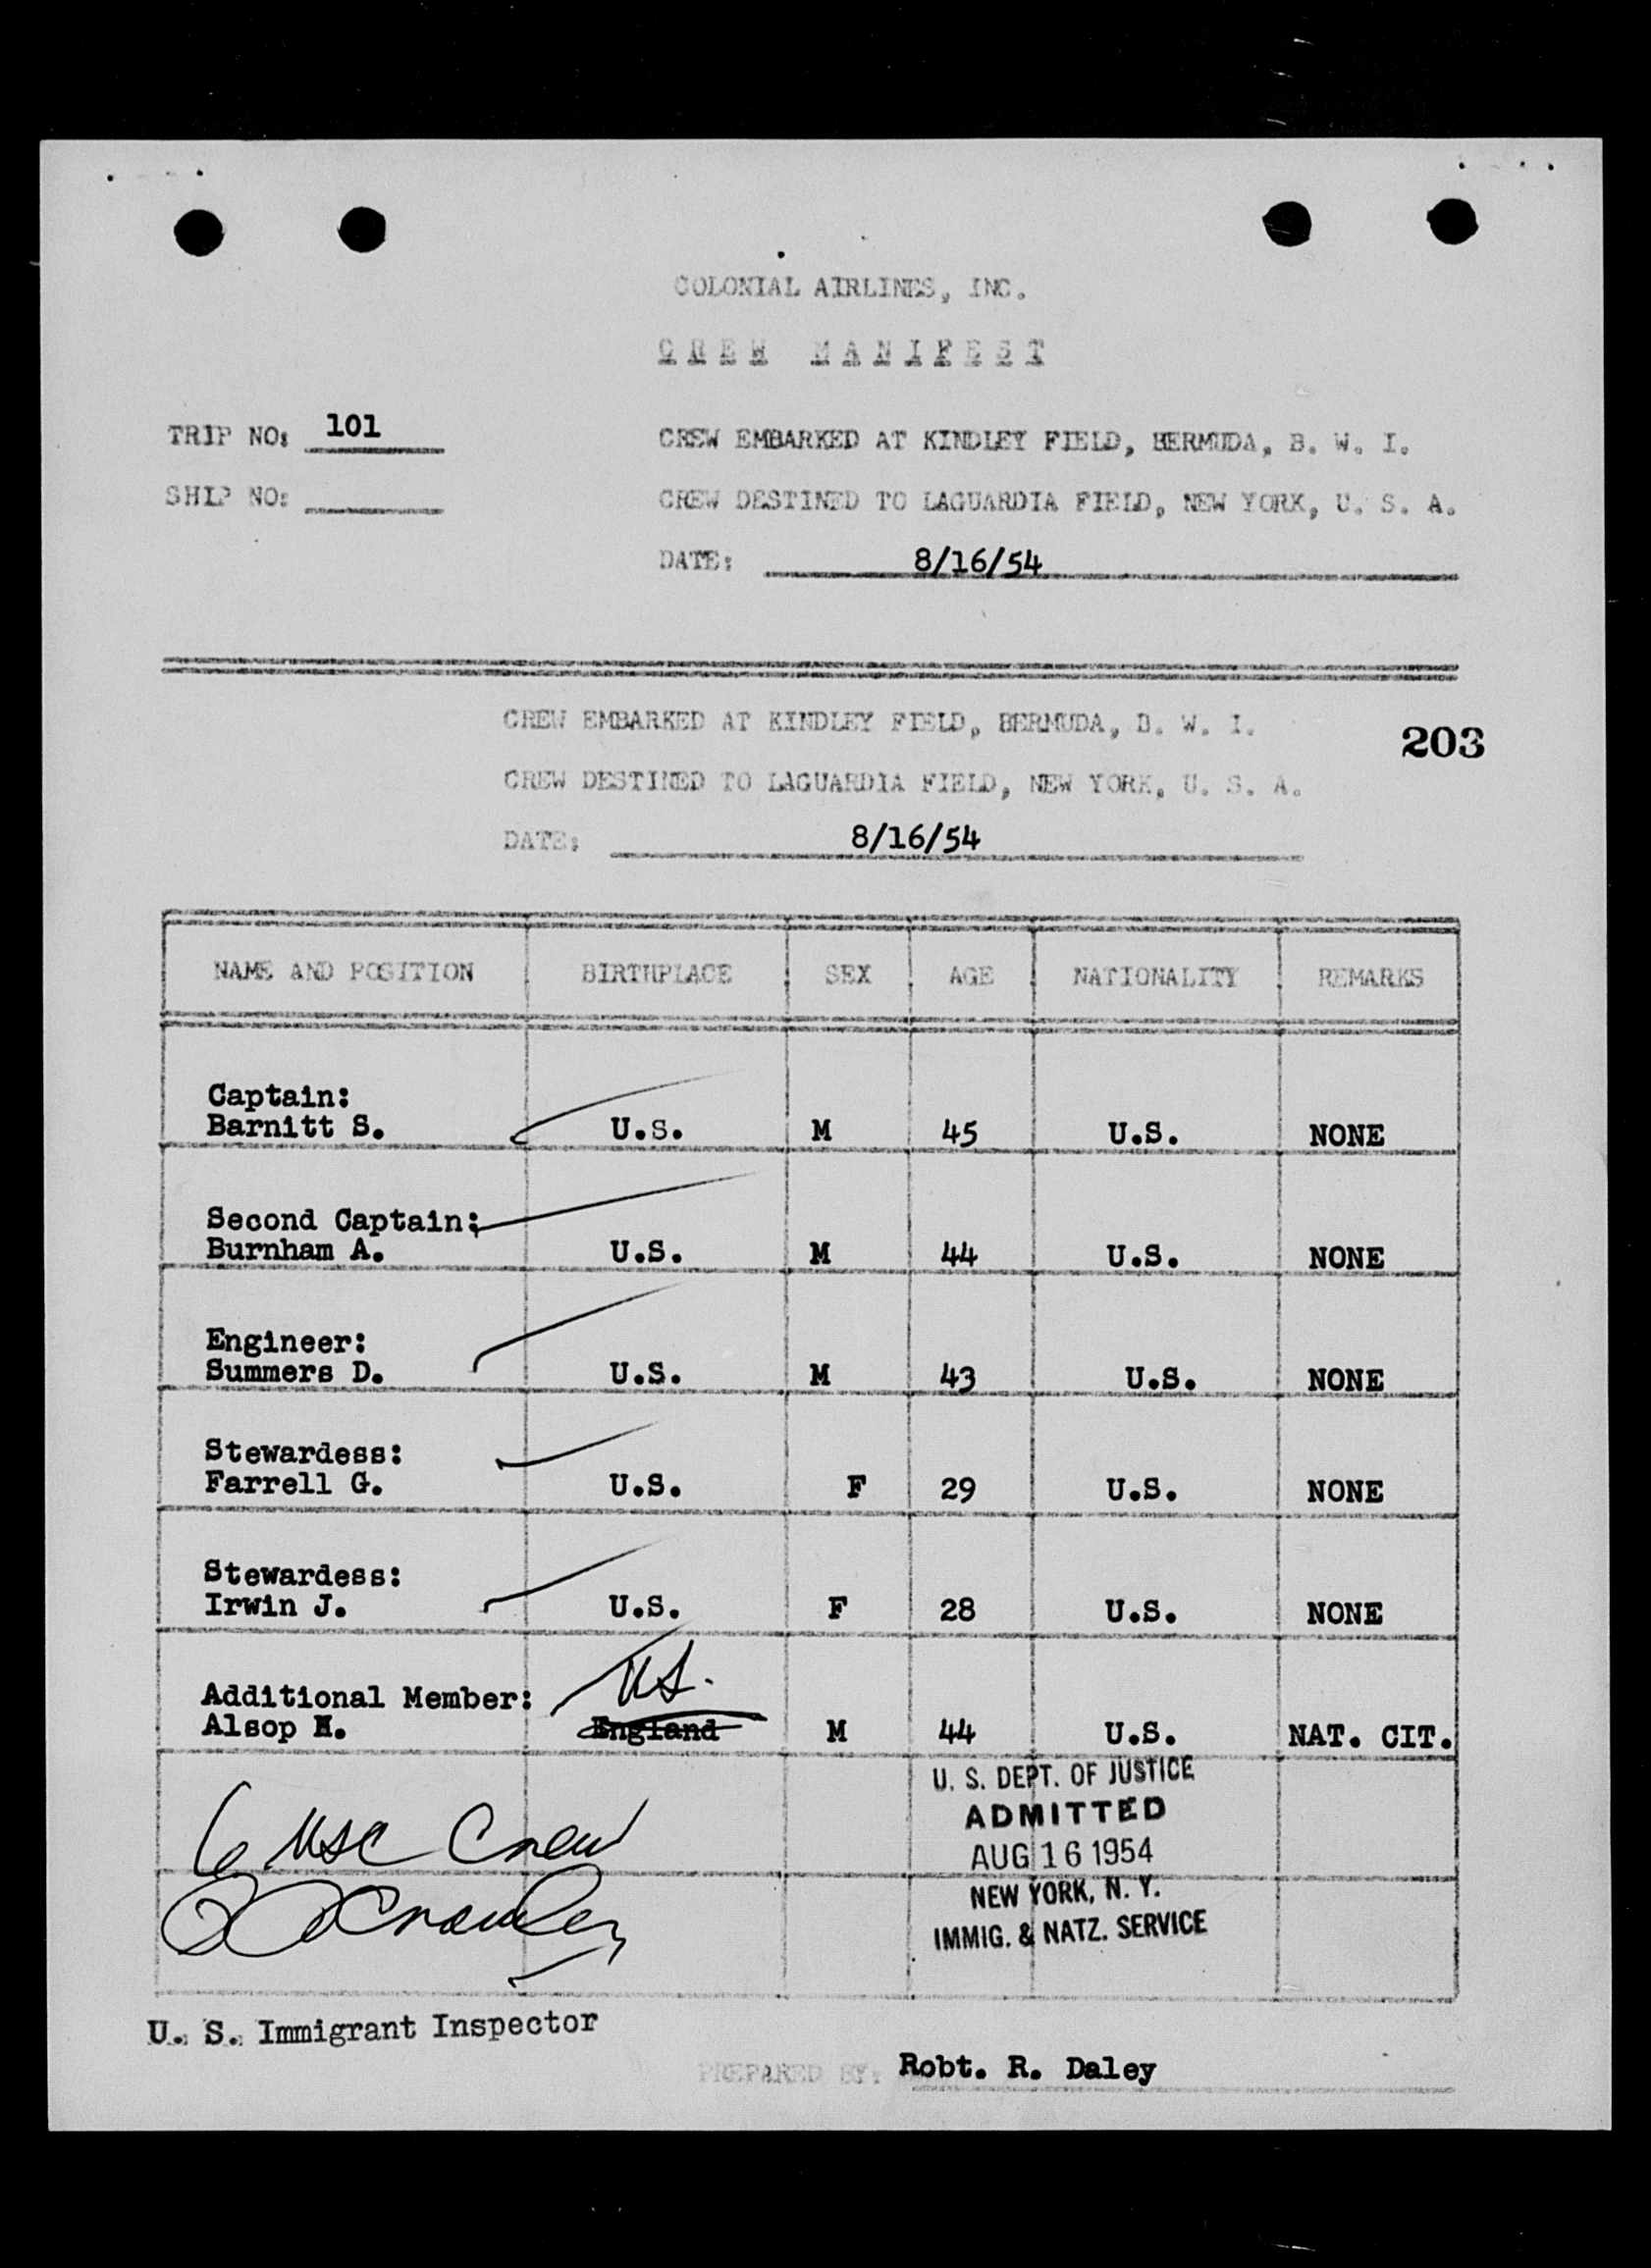 COLONIAL AIRLINES, INC.
CREW MANIFEST
TRIP NO: 101
CREW EMBARKED AT KINDLEY FIELD, BERMUDA, B. W. I.
SHIP NO:
CREW DESTINED TO LAGUARDIA FIELD, NEW YORK, U. S. A.
DATE: 8/16/54
CREW EMBARKED AT KINDLEY FIELD, BERMUDA, B. W. I.
203
CREW DESTINED TO LAGUARDIA FIELD, NEW YORK, U. S. A.
DATE: 8/16/54
NAME AND POSITION BIRTHPLACE SEX AGE NATIONALITY REMARKS
Captain:
Barnitt S. U.S. M 45 U.S. NONE
Second Captain:
Burnham A. U.S. M 44 U.S. NONE
Engineer:
Summers D. U.S. M 43 U.S. NONE
Stewardess:
Farrell G. U.S. F 29 U.S. NONE
Stewardess:
Irwin J. U.S. F 28 U.S. NONE
U.S.
Additional Member:
Alsop H. England M 44 U.S. NAT. CIT.
U. S. DEPT. OF JUSTICE
ADMITTED
6 USC Crew
AUG 16 1954
NEW YORK, N. Y.
IMMIG. & NATZ. SERVICE
U. S. Immigrant Inspector
PREPARED BY: Robt. R. Daley